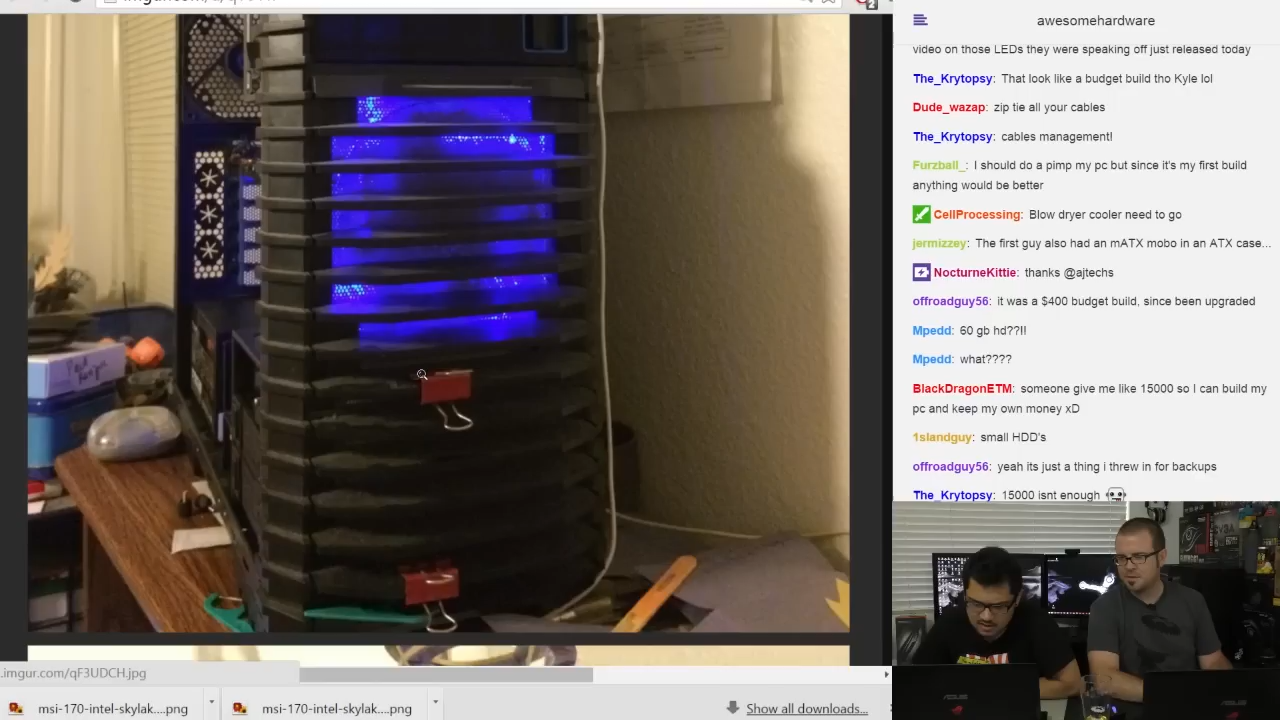 awesomehardware
video on those LEDs they were speaking off just released today
The_Krytopsy: That look like a budget build tho Kyle lol
Dude_wazap: zip tie all your cables
The_Krytopsy: cables management!
Furzball_: I should do a pimp my pc but since it's my first build
anything would be better
CellProcessing: Blow dryer cooler need to go
jermizzey: The first guy also had an mATX mobo in an ATX case...
NocturneKittie: thanks @ajtechs
offroadguy56: it was a $400 budget build, since been upgraded
Mpedd: 60 gb hd??!!
Mpedd: what????
BlackDragonETM: someone give me like 15000 so I can build my
pc and keep my own money xD
1slandguy: small HDD's
offroadguy56: yeah its just a thing i threw in for backups
The_Krytopsy: 15000 isnt enough
.imgur.com/qF3UDCH.jpg
msi-170-intel-skylak....png
msi-170-intel-skylak....png
Show all downloads...
ASUS